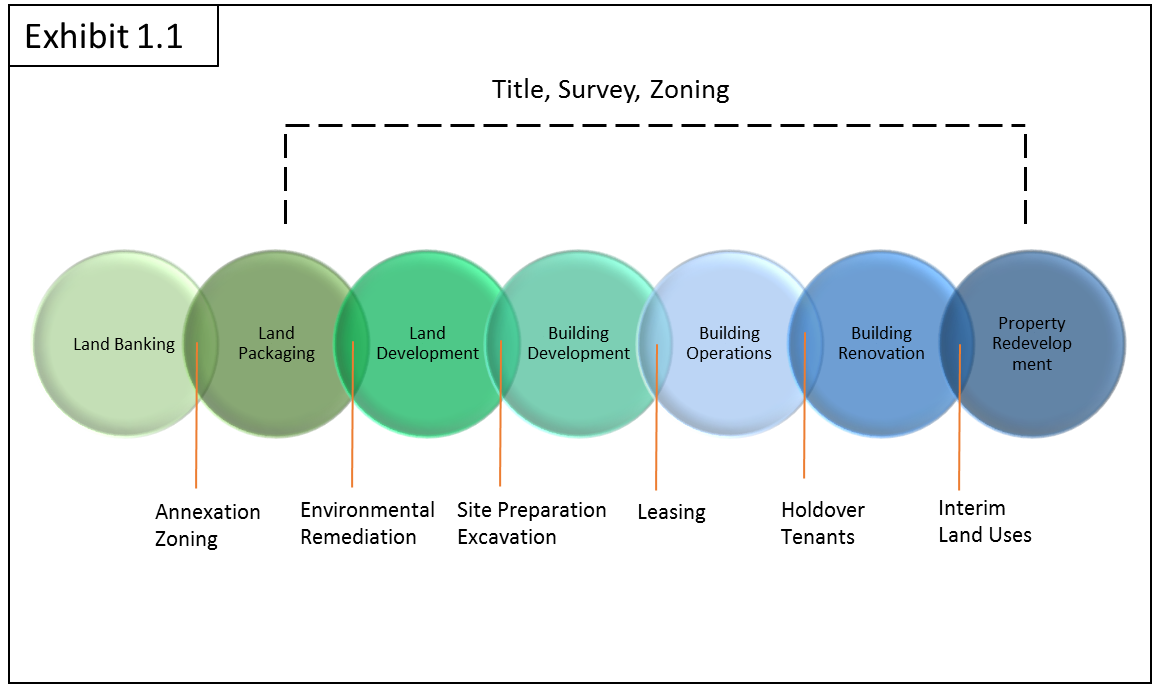 Exhibit 1.1
Title, Survey, Zoning
Land Banking
Land
Packaging
Land
Development
Building
Development
Building
Operations
Building
Renovation
Property
Redevelop
ment
Annexation
Zoning
Environmental
Remediation
Site Preparation
Excavation
Leasing
Holdover
Tenants
Interim
Land Uses